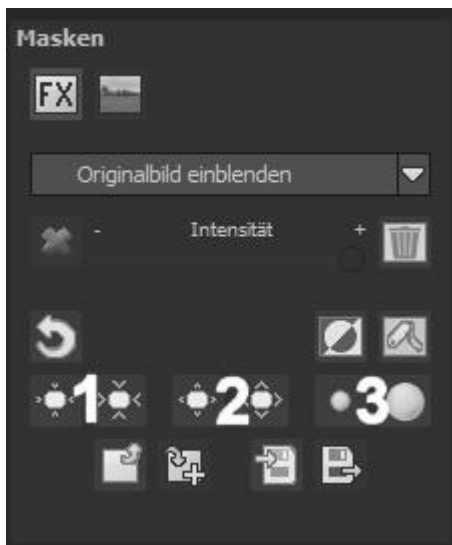 Masken
FX
Originalbild einblenden
- Intensität +
1 2 3